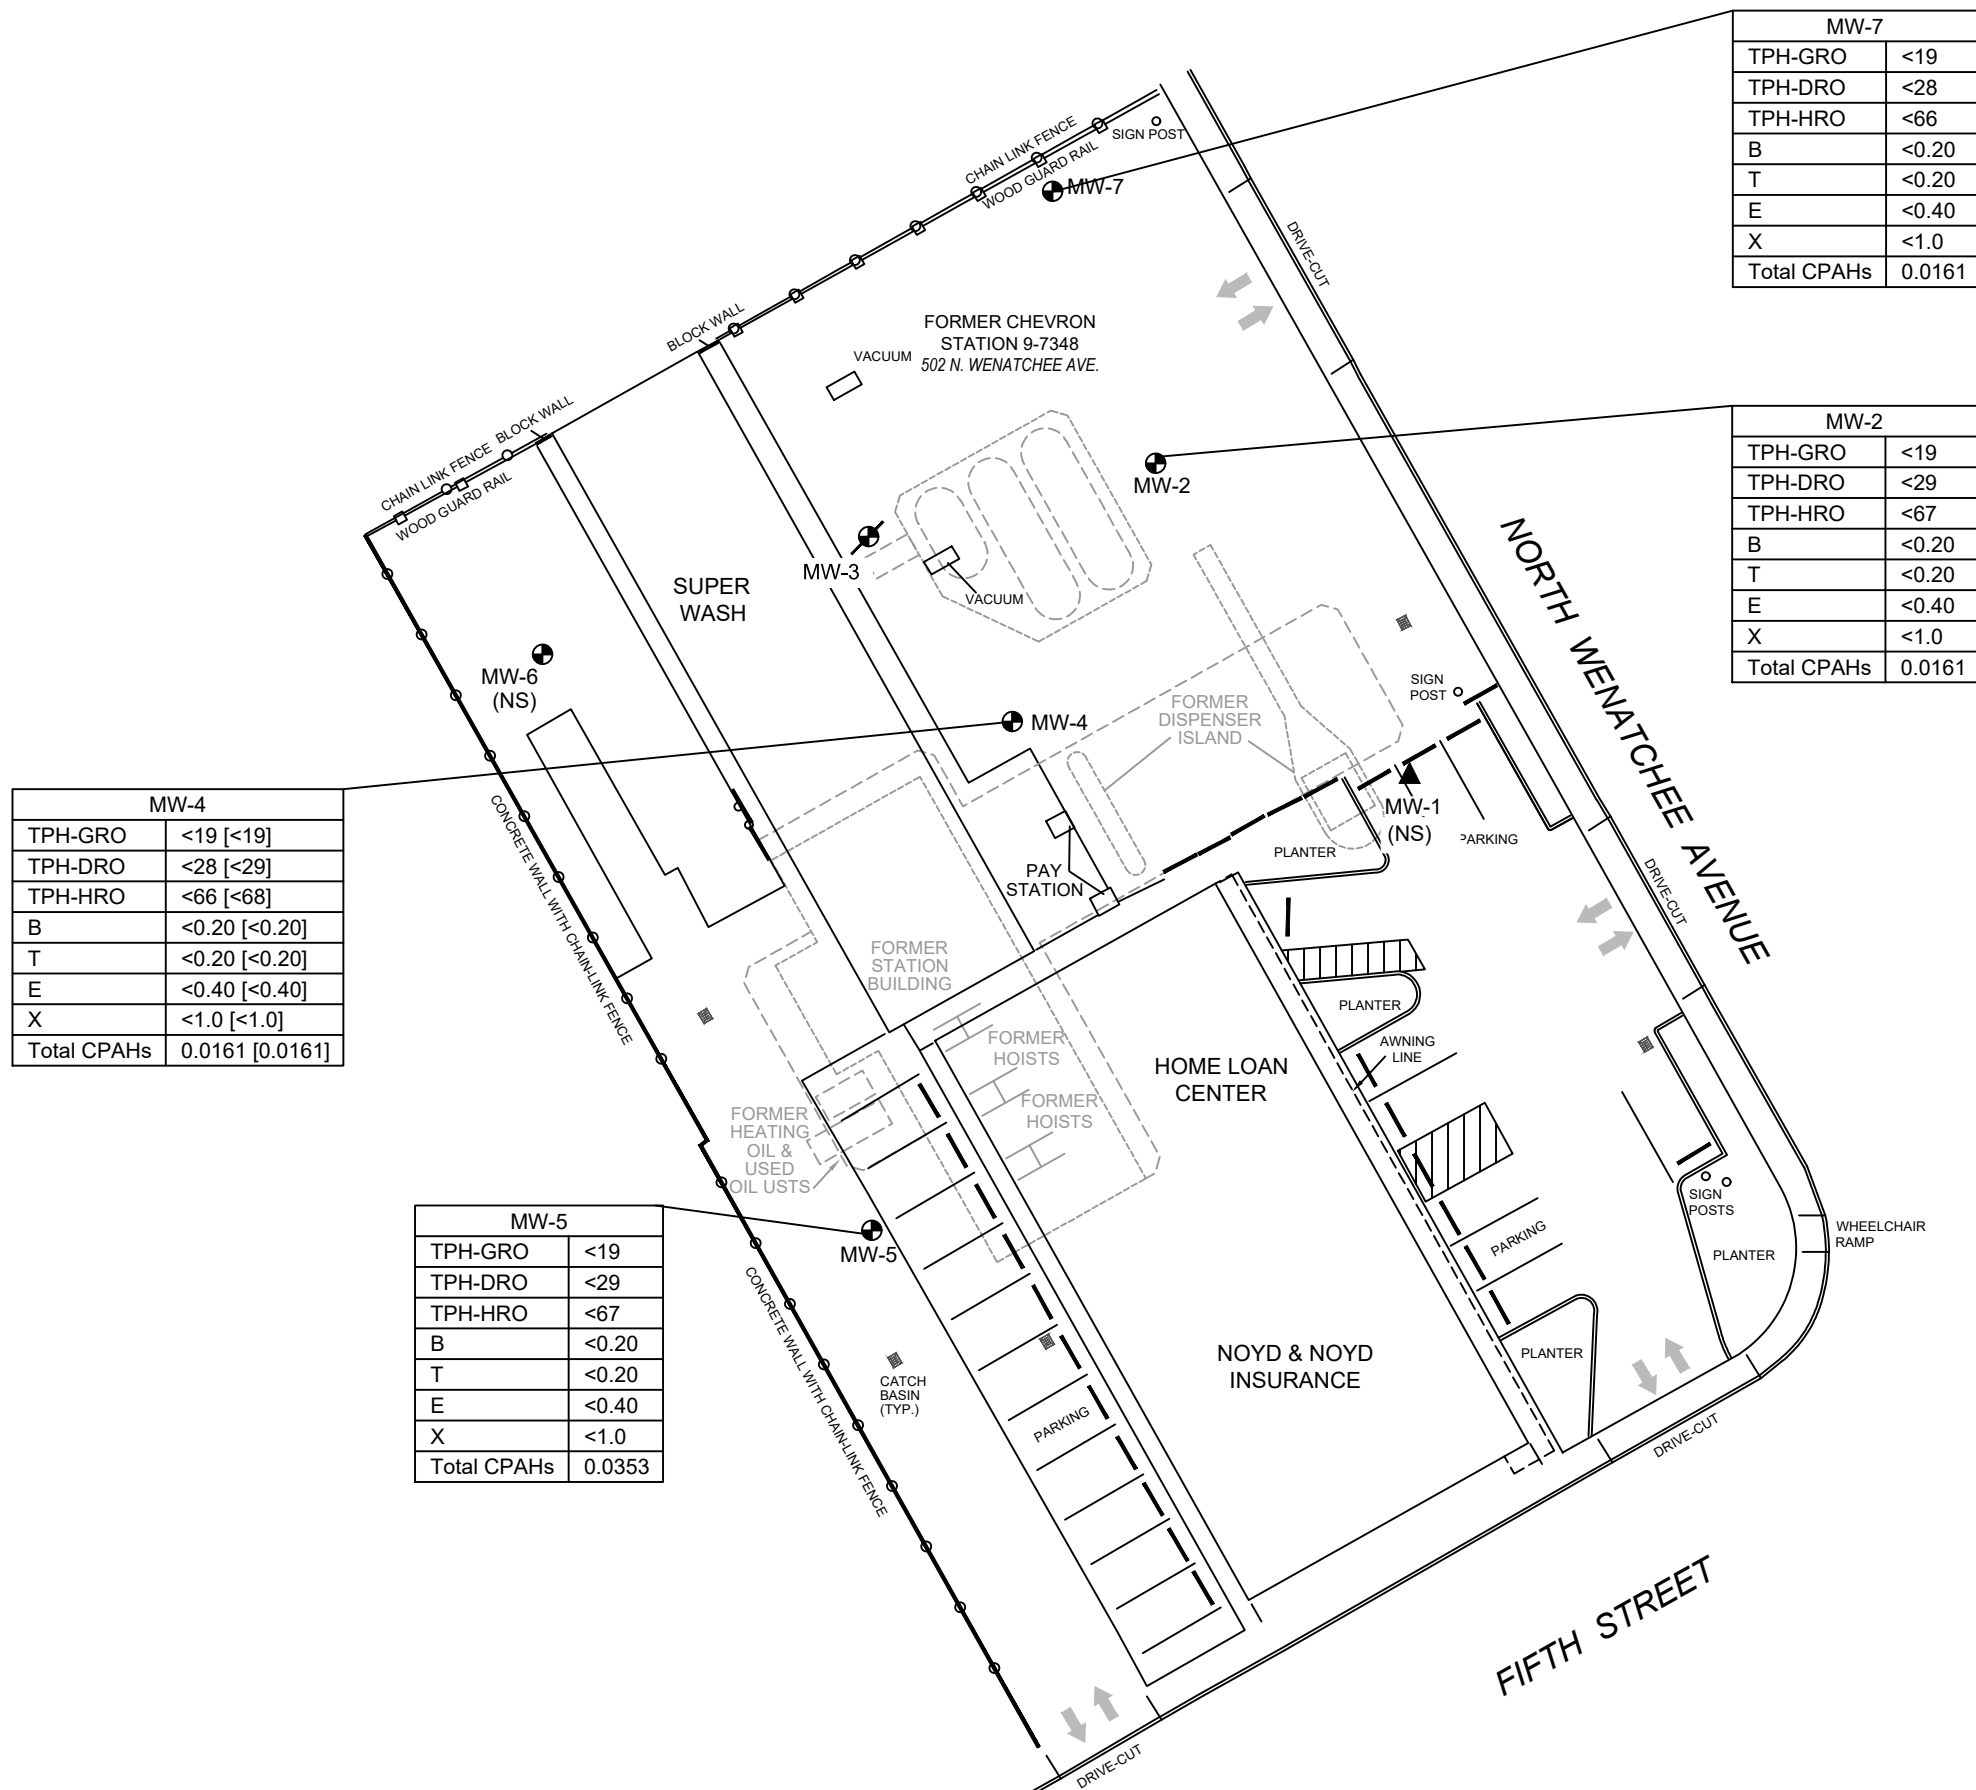 MW-7
TPH-GRO <19
TPH-DRO <28
TPH-HRO <66
B <0.20
T <0.20
E <0.40
X <1.0
Total CPAHs 0.0161
CHAIN LINK FENCE
WOOD GUARD RAIL
SIGN POST
MW-7
DRIVE-CUT
BLOCK WALL
FORMER CHEVRON
STATION 9-7348
502 N. WENATCHEE AVE.
VACUUM
MW-2
TPH-GRO <19
TPH-DRO <29
TPH-HRO <67
B <0.20
T <0.20
E <0.40
X <1.0
Total CPAHs 0.0161
BLOCK WALL
CHAIN LINK FENCE
WOOD GUARD RAIL
MW-2
MW-3
VACUUM
SUPER
WASH
NORTH WENATCHEE AVENUE
MW-6
(NS)
MW-4
FORMER
DISPENSER
ISLAND
SIGN
POST
MW-4
TPH-GRO <19 [<19]
TPH-DRO <28 [<29]
TPH-HRO <66 [<68]
B <0.20 [<0.20]
T <0.20 [<0.20]
E <0.40 [<0.40]
X <1.0 [<1.0]
Total CPAHs 0.0161 [0.0161]
CONCRETE WALL WITH CHAIN-LINK FENCE
MW-1
(NS)
PARKING
PLANTER
PAY
STATION
DRIVE-CUT
FORMER
STATION
BUILDING
PLANTER
FORMER
HOISTS
AWNING
LINE
HOME LOAN
CENTER
FORMER
HOISTS
FORMER
HEATING
OIL &
USED
OIL USTS
SIGN
POSTS
MW-5
TPH-GRO <19
TPH-DRO <29
TPH-HRO <67
B <0.20
T <0.20
E <0.40
X <1.0
Total CPAHs 0.0353
MW-5
PARKING
PLANTER
WHEELCHAIR
RAMP
CONCRETE WALL WITH CHAIN-LINK FENCE
CATCH
BASIN
(TYP.)
PARKING
NOYD & NOYD
INSURANCE
PLANTER
DRIVE-CUT
FIFTH STREET
DRIVE-CUT